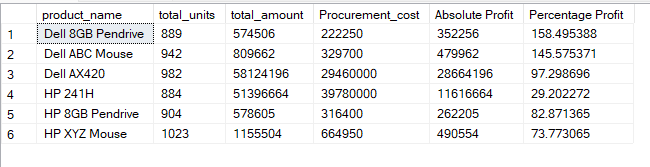 product_name total_units total_amount Procurement_cost Absolute Profit Percentage Profit
1 Dell 8GB Pendrive 889 574506 222250 352256 158.495388
2 Dell ABC Mouse 942 809662 329700 479962 145.575371
3 Dell AX420 982 58124196 29460000 28664196 97.298696
4 HP 241H 884 51396664 39780000 11616664 29.202272
5 HP 8GB Pendrive 904 578605 316400 262205 82.871365
6 HP XYZ Mouse 1023 1155504 664950 490554 73.773065